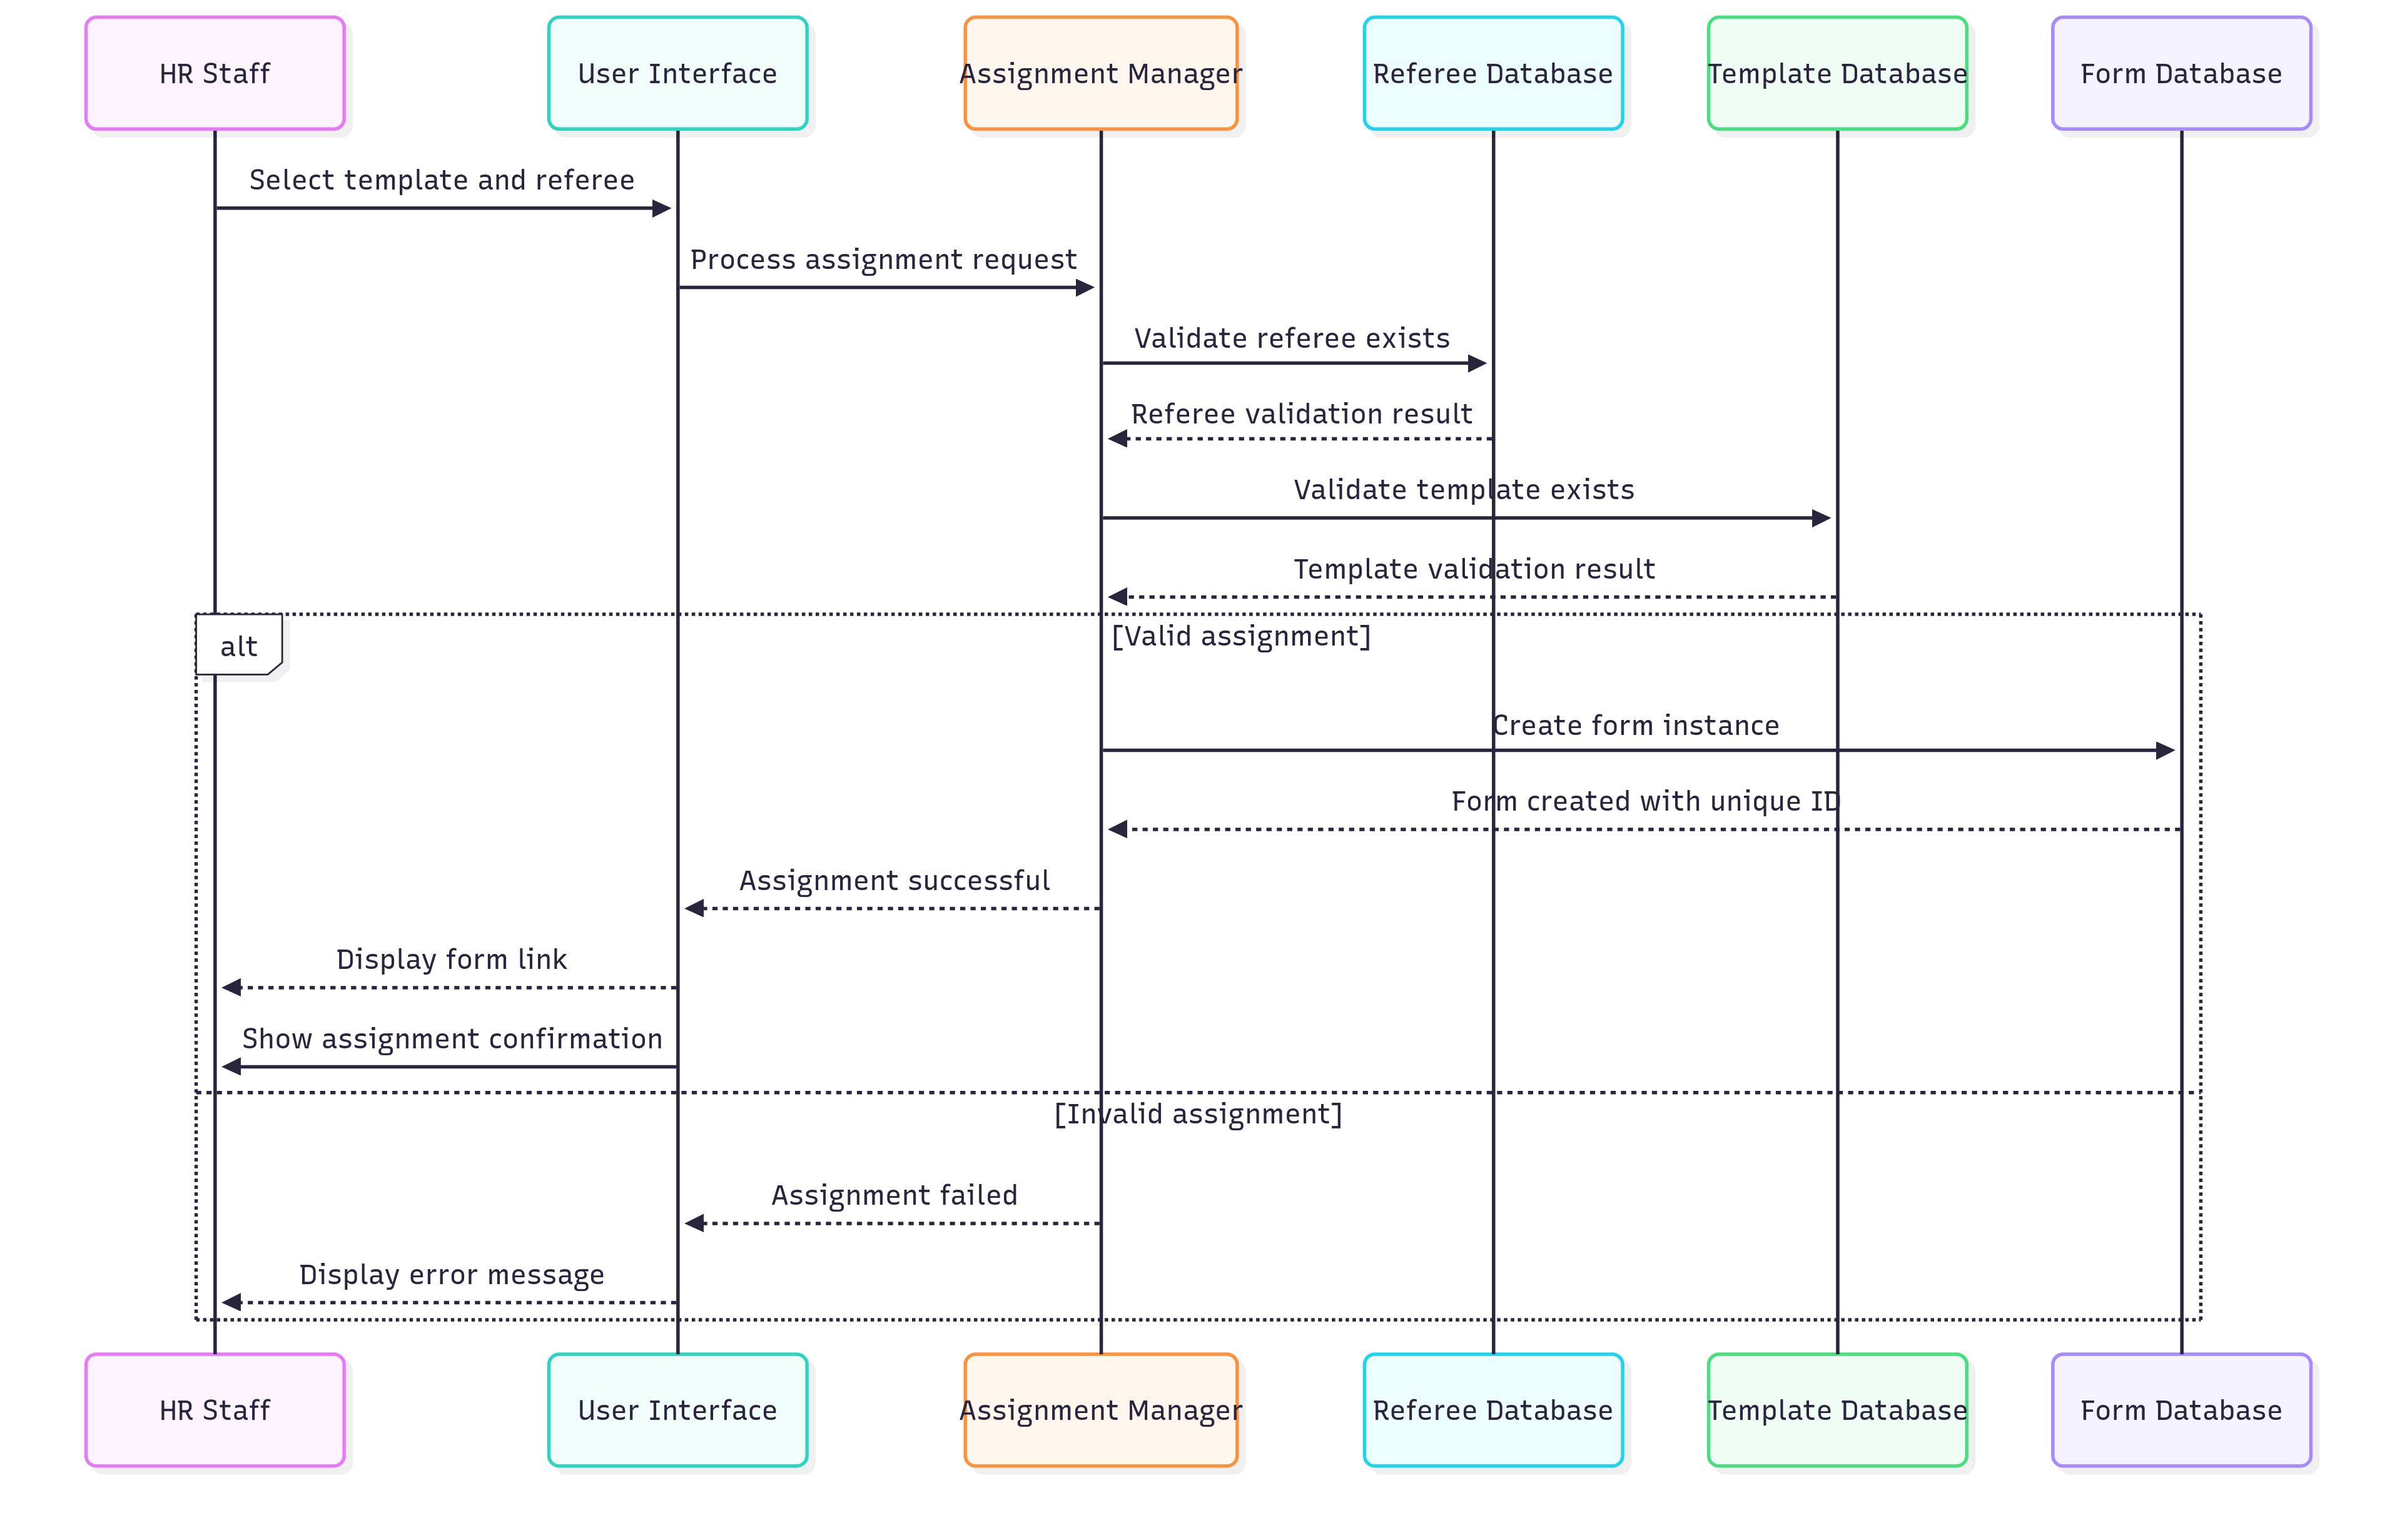 HR Staff
User Interface
Assignment Manager
Referee Database
Template Database
Form Database
Select template and referee
Process assignment request
Validate referee exists
Referee validation result
Validate template exists
Template validation result
alt
[Valid assignment]
Create form instance
Form created with unique ID
Assignment successful
Display form link
Show assignment confirmation
[Invalid assignment]
Assignment failed
Display error message
HR Staff
User Interface
Assignment Manager
Referee Database
Template Database
Form Database